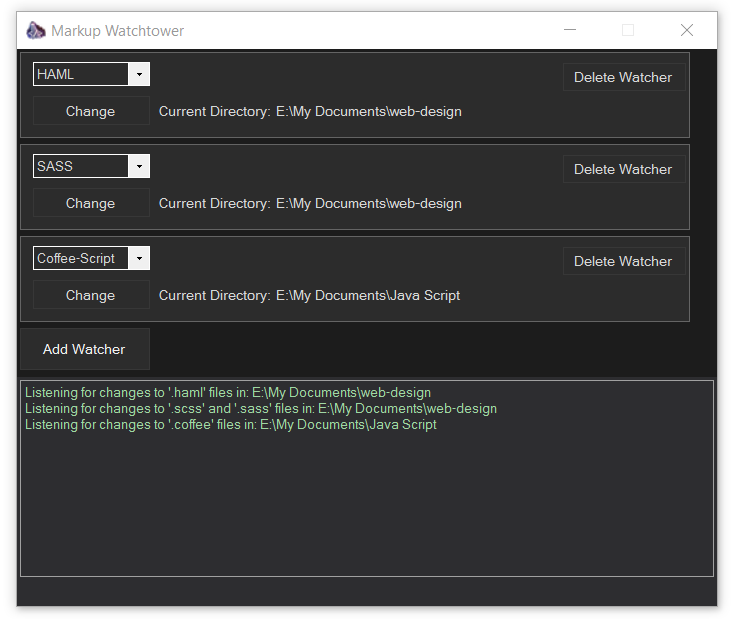 Markup Watchtower
HAML
Delete Watcher
Change
Current Directory: E:\My Documents\web-design
SASS
Delete Watcher
Change
Current Directory: E:\My Documents\web-design
Coffee-Script
Delete Watcher
Change
Current Directory: E:\My Documents\Java Script
Add Watcher
Listening for changes to '.haml' files in: E:\My Documents\web-design
Listening for changes to '.scss' and '.sass' files in: E:\My Documents\web-design
Listening for changes to '.coffee' files in: E:\My Documents\Java Script